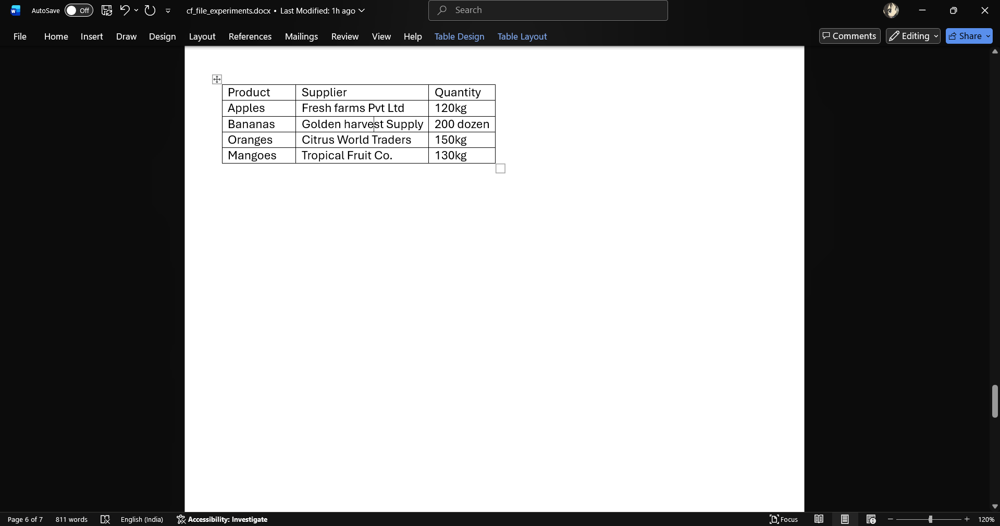 AutoSave Off cf_file_experiments.docx • Last Modified: 1h ago Search
File Home Insert Draw Design Layout References Mailings Review View Help Table Design Table Layout Comments Editing Share
Product Supplier Quantity
Apples Fresh farms Pvt Ltd 120kg
Bananas Golden harvest Supply 200 dozen
Oranges Citrus World Traders 150kg
Mangoes Tropical Fruit Co. 130kg
Page 6 of 7 811 words English (India) Accessibility: Investigate Focus 120%